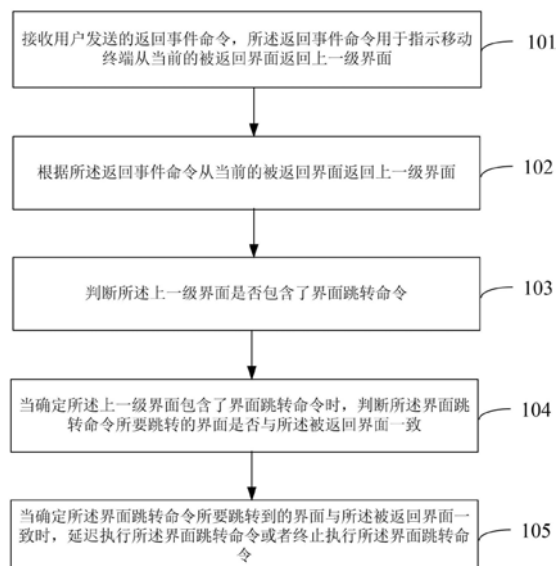 接收用户发送的返回事件命令，所述返回事件命令用于指示移动
终端从当前的被返回界面返回上一级界面
101
根据所述返回事件命令从当前的被返回界面返回上一级界面
102
判断所述上一级界面是否包含了界面跳转命令
103
当确定所述上一级界面包含了界面跳转命令时，判断所述界面跳
转命令所要跳转的界面是否与所述被返回界面一致
104
当确定所述界面跳转命令所要跳转到的界面与所述被返回界面一
致时，延迟执行所述界面跳转命令或者终止执行所述界面跳转命
令
105